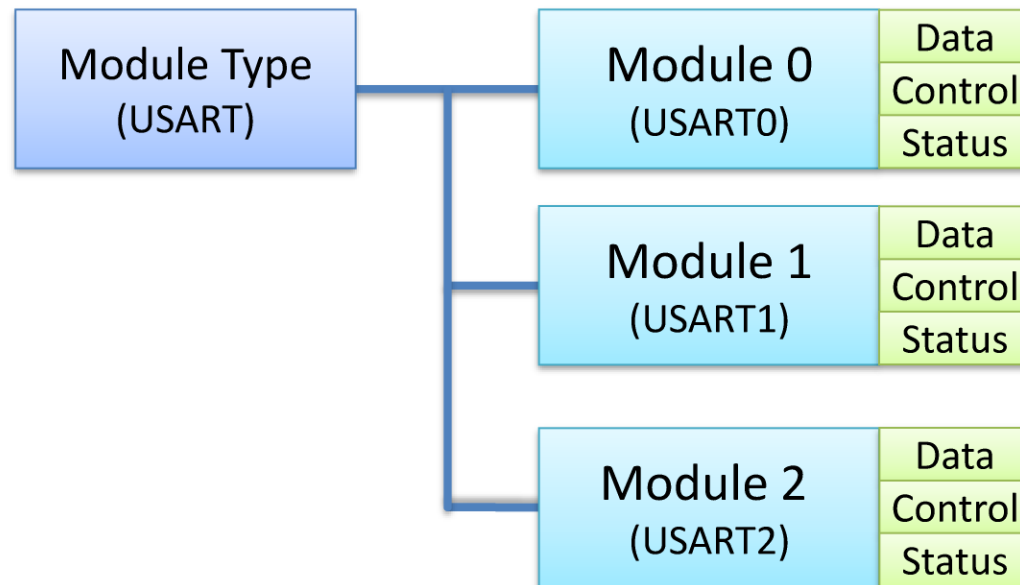 Module Type
(USART)
Module 0
(USART0)
Data
Control
Status
Module 1
(USART1)
Data
Control
Status
Module 2
(USART2)
Data
Control
Status